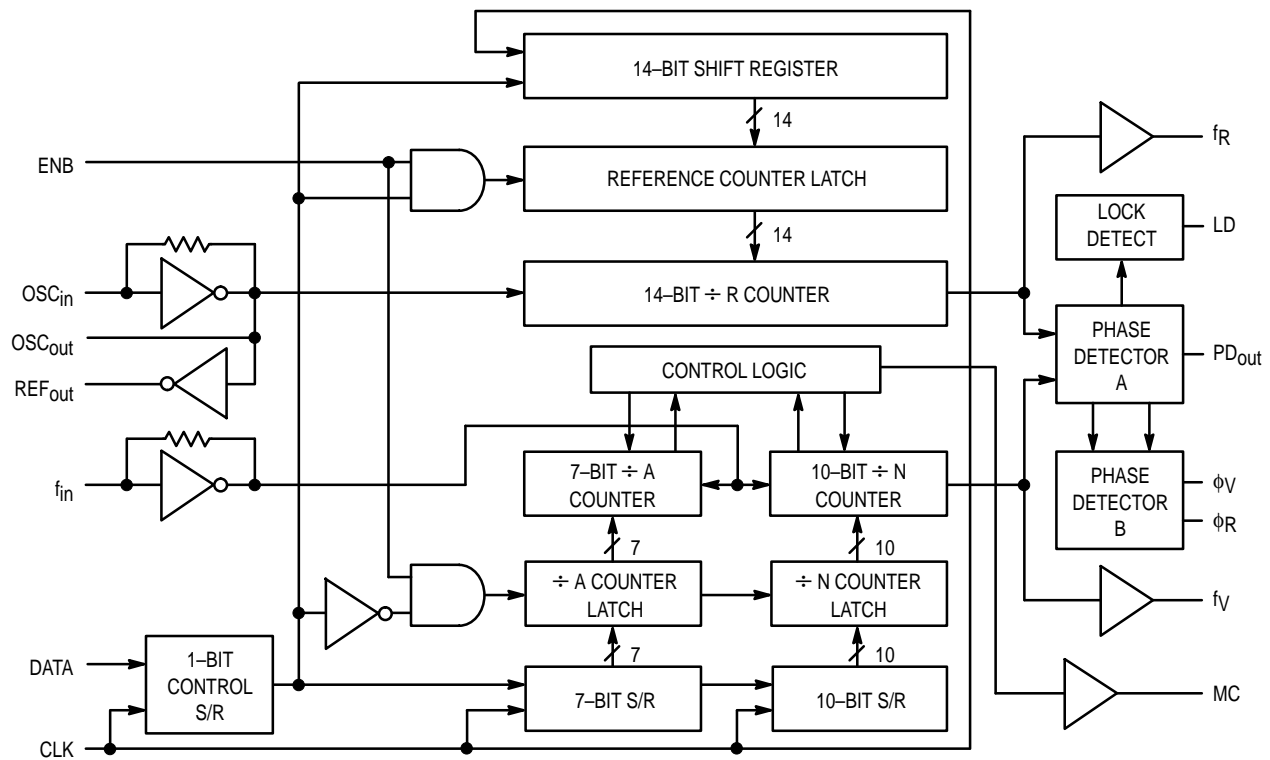 14–BIT SHIFT REGISTER
14
fR
ENB
REFERENCE COUNTER LATCH
LOCK
DETECT
LD
14
OSCin
14–BIT ÷ R COUNTER
OSCout
PHASE
DETECTOR
A
PDout
REFout
CONTROL LOGIC
fin
7–BIT ÷ A
COUNTER
10–BIT ÷ N
COUNTER
PHASE
DETECTOR
B
ϕV
ϕR
7
10
÷ A COUNTER
LATCH
÷ N COUNTER
LATCH
fV
7
10
DATA
1–BIT
CONTROL
S/R
7–BIT S/R
10–BIT S/R
MC
CLK